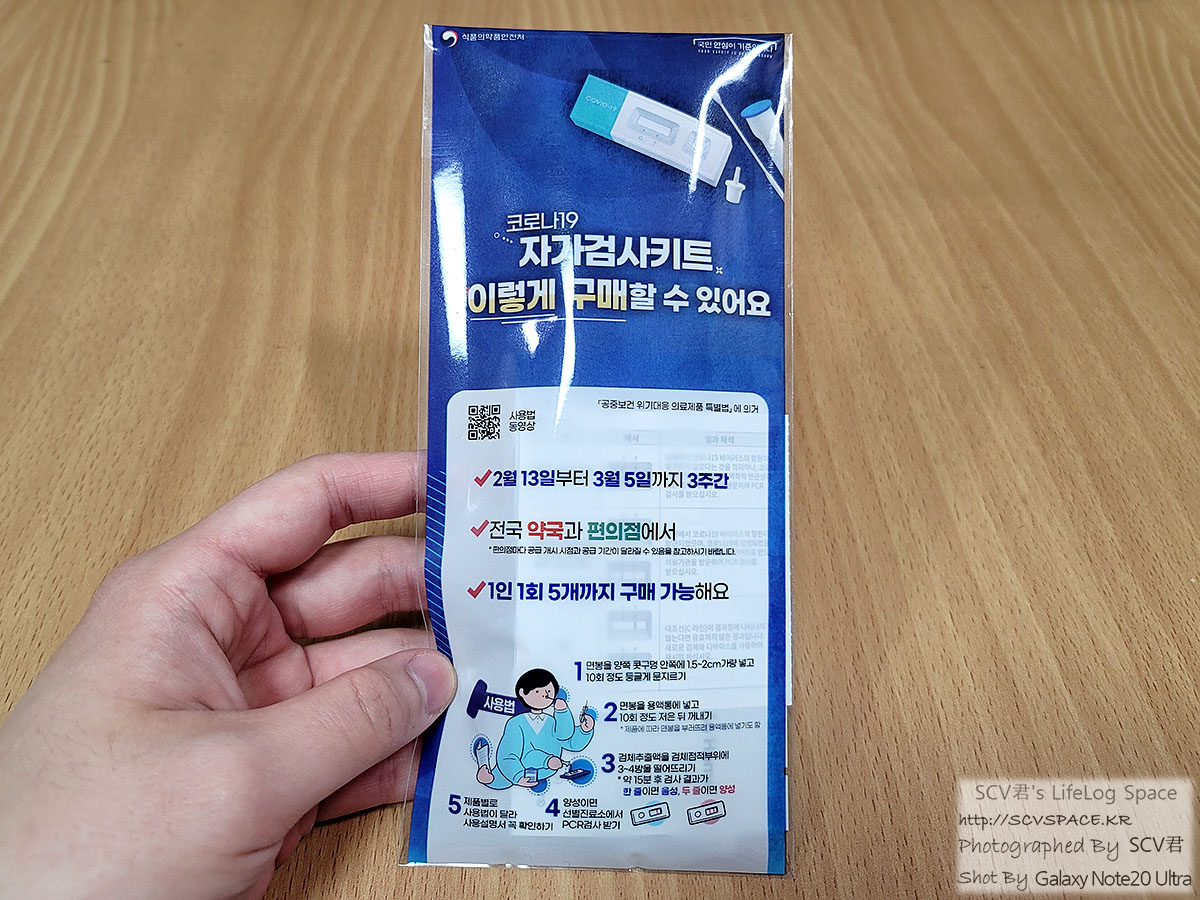 식품의약품안전처
국민 안심이 기준입니다
COVID-19
C T
코로나19
자가검사키트
이렇게 구매할 수 있어요
사용법
동영상
「공중보건 위기대응 의료제품 특별법」에 의거
2월 13일부터 3월 5일까지 3주간
전국 약국과 편의점에서
* 편의점마다 공급 개시 시점과 공급 기간이 달라질 수 있음을 참고하시기 바랍니다.
1인 1회 5개까지 구매 가능해요
사용법
1 면봉을 양쪽 콧구멍 안쪽에 1.5~2cm가량 넣고
10회 정도 둥글게 문지르기
2 면봉을 용액통에 넣고
10회 정도 저은 뒤 꺼내기
* 제품에 따라 면봉을 부러뜨려 용액통에 넣기도 함
3 검체추출액을 검체점적부위에
3~4방울 떨어뜨리기
* 약 15분 후 검사 결과가
한 줄이면 음성, 두 줄이면 양성
4 양성이면
선별진료소에서
PCR검사 받기
5 제품별로
사용법이 달라
사용설명서 꼭 확인하기
SCV君's LifeLog Space
http://SCVSPACE.KR
Photographed By SCV君
Shot By Galaxy Note20 Ultra